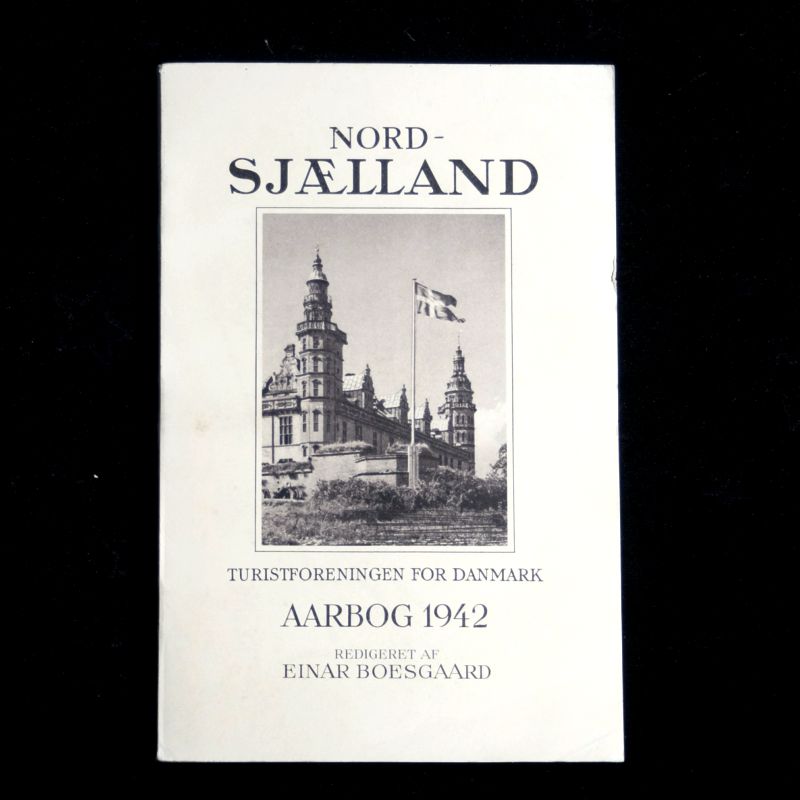 NORD-
SJÆLLAND
TURISTFORENINGEN FOR DANMARK
AARBOG 1942
REDIGERET AF
EINAR BOESGAARD